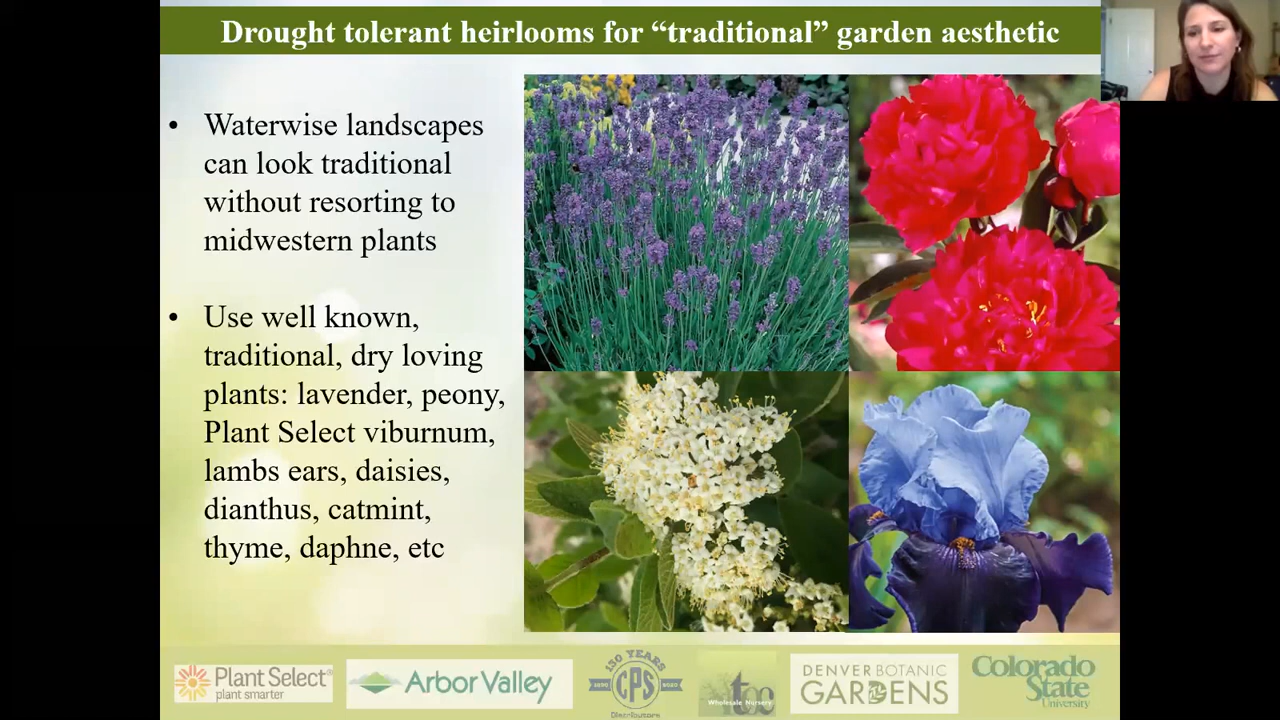 Drought tolerant heirlooms for “traditional” garden aesthetic
• Waterwise landscapes
can look traditional
without resorting to
midwestern plants
• Use well known,
traditional, dry loving
plants: lavender, peony,
Plant Select viburnum,
lambs ears, daisies,
dianthus, catmint,
thyme, daphne, etc
Plant Select®
plant smarter
Arbor Valley
150 YEARS
CPS
Distributors
Wholesale Nursery
DENVER BOTANIC
GARDENS
Colorado
State
University